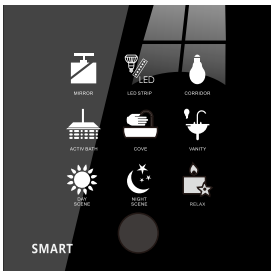 LED
MIRROR
LED STRIP
CORRIDOR
ACTIV BATH
COVE
VANITY
DAY
SCENE
NIGHT
SCENE
RELAX
SMART